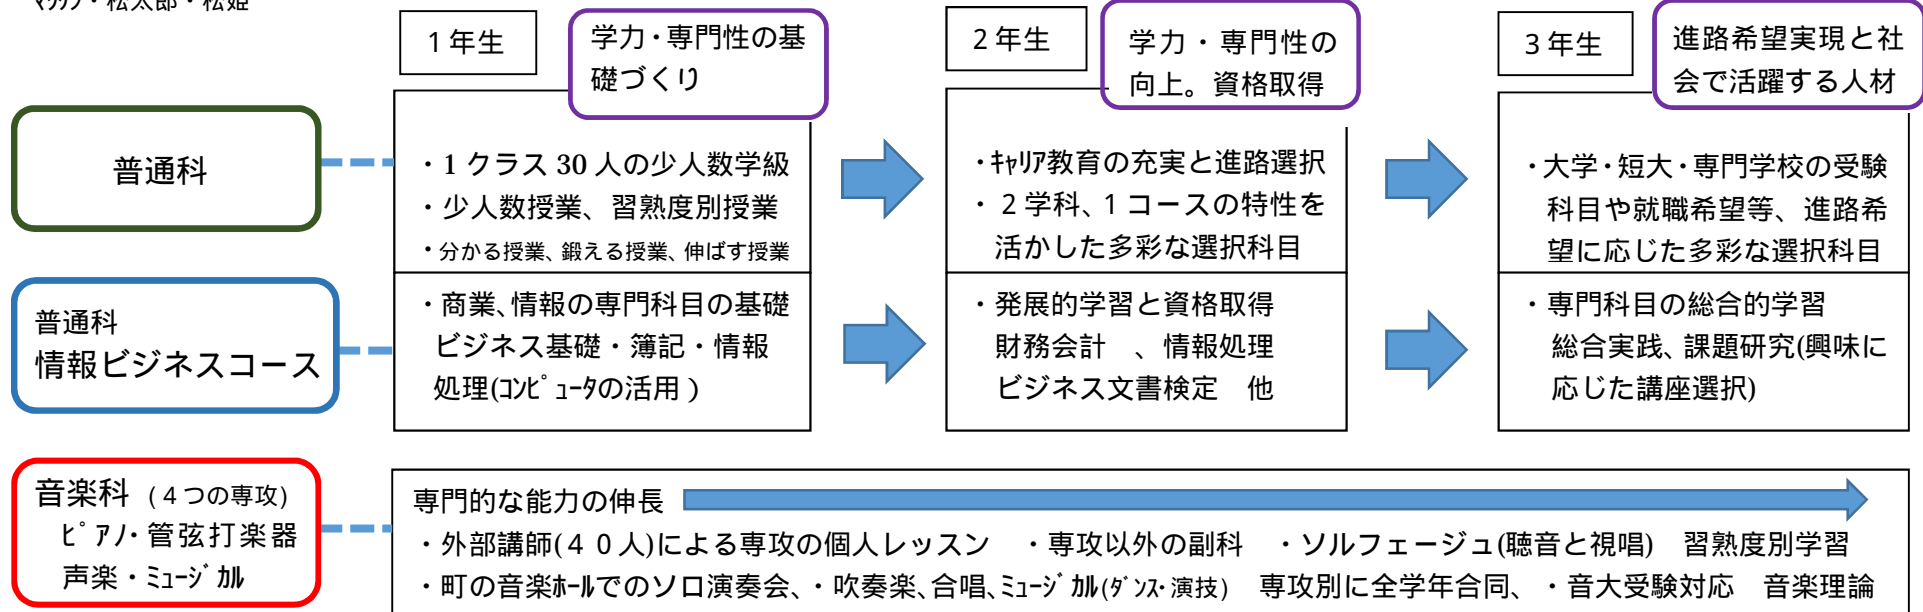 ﾏｸﾘﾝ・松太郎・松姫
１年生
学力・専門性の基
礎づくり
２年生
学力・専門性の
向上。資格取得
３年生
進路希望実現と社
会で活躍する人材
普通科
・1 クラス 30 人の少人数学級
・少人数授業、習熟度別授業
・分かる授業、鍛える授業、伸ばす授業
・ｷｬﾘｱ教育の充実と進路選択
・２学科、1 コースの特性を
活かした多彩な選択科目
・大学・短大・専門学校の受験
科目や就職希望等、進路希
望に応じた多彩な選択科目
普通科
情報ビジネスコース
・商業、情報の専門科目の基礎
ビジネス基礎・簿記・情報
処理(ｺﾝﾋﾟｭｰﾀの活用)
・発展的学習と資格取得
財務会計　、情報処理
ビジネス文書検定　他
・専門科目の総合的学習
総合実践、課題研究(興味に
応じた講座選択)
音楽科 (４つの専攻)
ﾋﾟｱﾉ・管弦打楽器
声楽・ﾐｭｰｼﾞｶﾙ
専門的な能力の伸長
・外部講師(４０人)による専攻の個人レッスン　・専攻以外の副科　・ソルフェージュ(聴音と視唱)　習熟度別学習
・町の音楽ﾎｰﾙでのソロ演奏会、・吹奏楽、合唱、ﾐｭｰｼﾞｶﾙ(ﾀﾞﾝｽ・演技)　専攻別に全学年合同、・音大受験対応　音楽理論